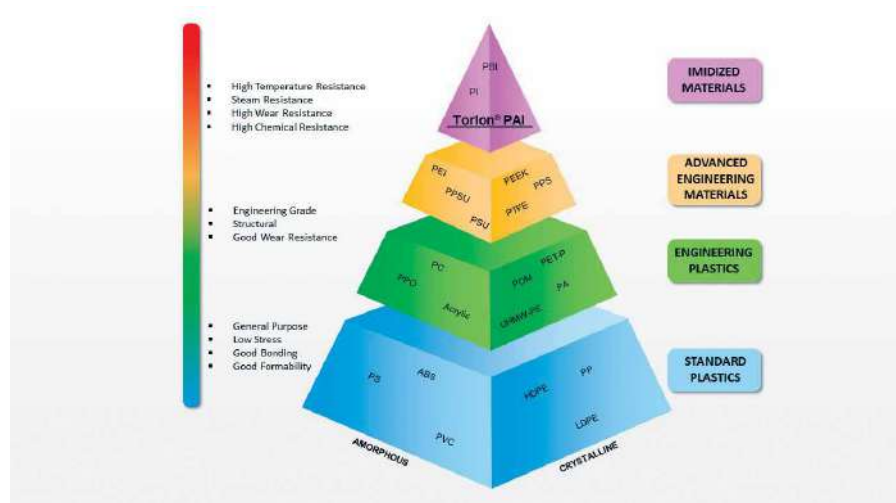 High Temperature Resistance
Steam Resistance
High Wear Resistance
High Chemical Resistance
Engineering Grade
Structural
Good Wear Resistance
General Purpose
Low Stress
Good Bonding
Good Formability
PBI
PI
Torlon® PAI
PEI
PPSU
PSU
PEEK
PPS
PTFE
PC
PPO
Acrylic
PET-P
POM
PA
UHMW-PE
PS
ABS
PVC
HDPE
PP
LDPE
AMORPHOUS
CRYSTALLINE
IMIDIZED
MATERIALS
ADVANCED
ENGINEERING
MATERIALS
ENGINEERING
PLASTICS
STANDARD
PLASTICS